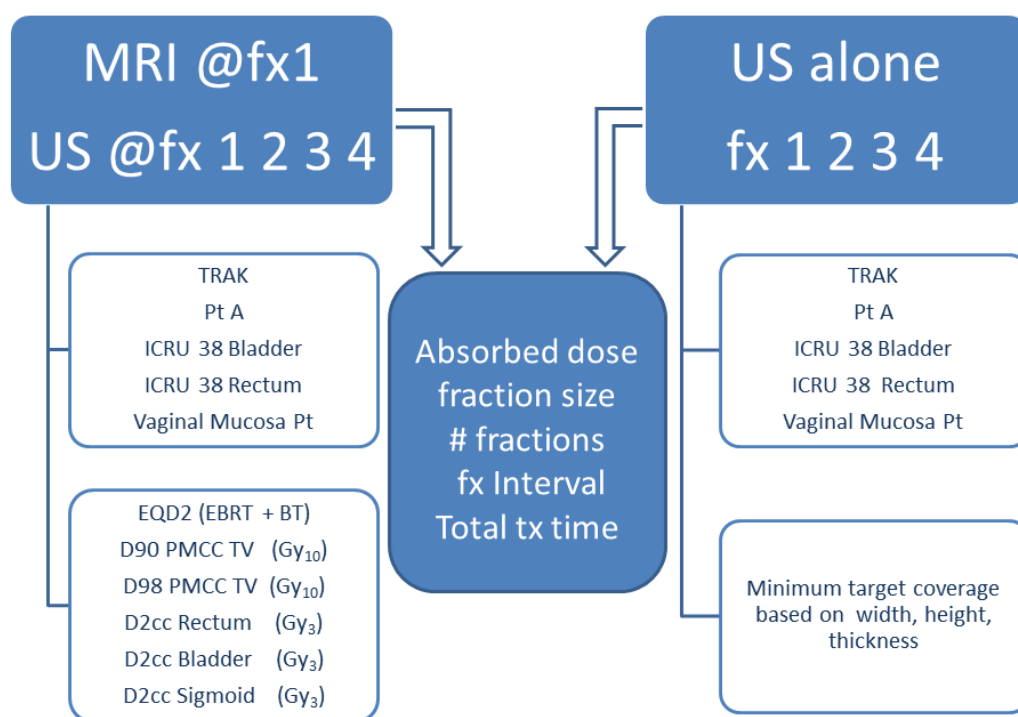 MRI @fx1
US @fx 1 2 3 4
TRAK
Pt A
ICRU 38 Bladder
ICRU 38 Rectum
Vaginal Mucosa Pt
EQD2 (EBRT + BT)
D90 PMCC TV (Gy₁₀)
D98 PMCC TV (Gy₁₀)
D2cc Rectum (Gy₃)
D2cc Bladder (Gy₃)
D2cc Sigmoid (Gy₃)
Absorbed dose
fraction size
# fractions
fx Interval
Total tx time
US alone
fx 1 2 3 4
TRAK
Pt A
ICRU 38 Bladder
ICRU 38 Rectum
Vaginal Mucosa Pt
Minimum target coverage
based on width, height,
thickness